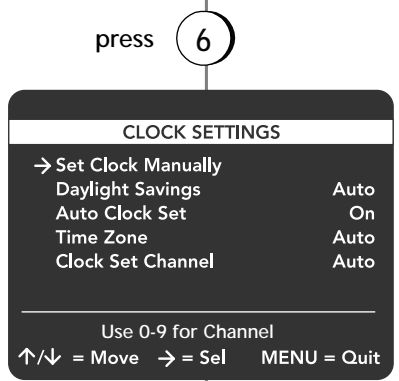 press 6
CLOCK SETTINGS
→ Set Clock Manually
Daylight Savings Auto
Auto Clock Set On
Time Zone Auto
Clock Set Channel Auto
Use 0-9 for Channel
↑/↓ = Move → = Sel MENU = Quit